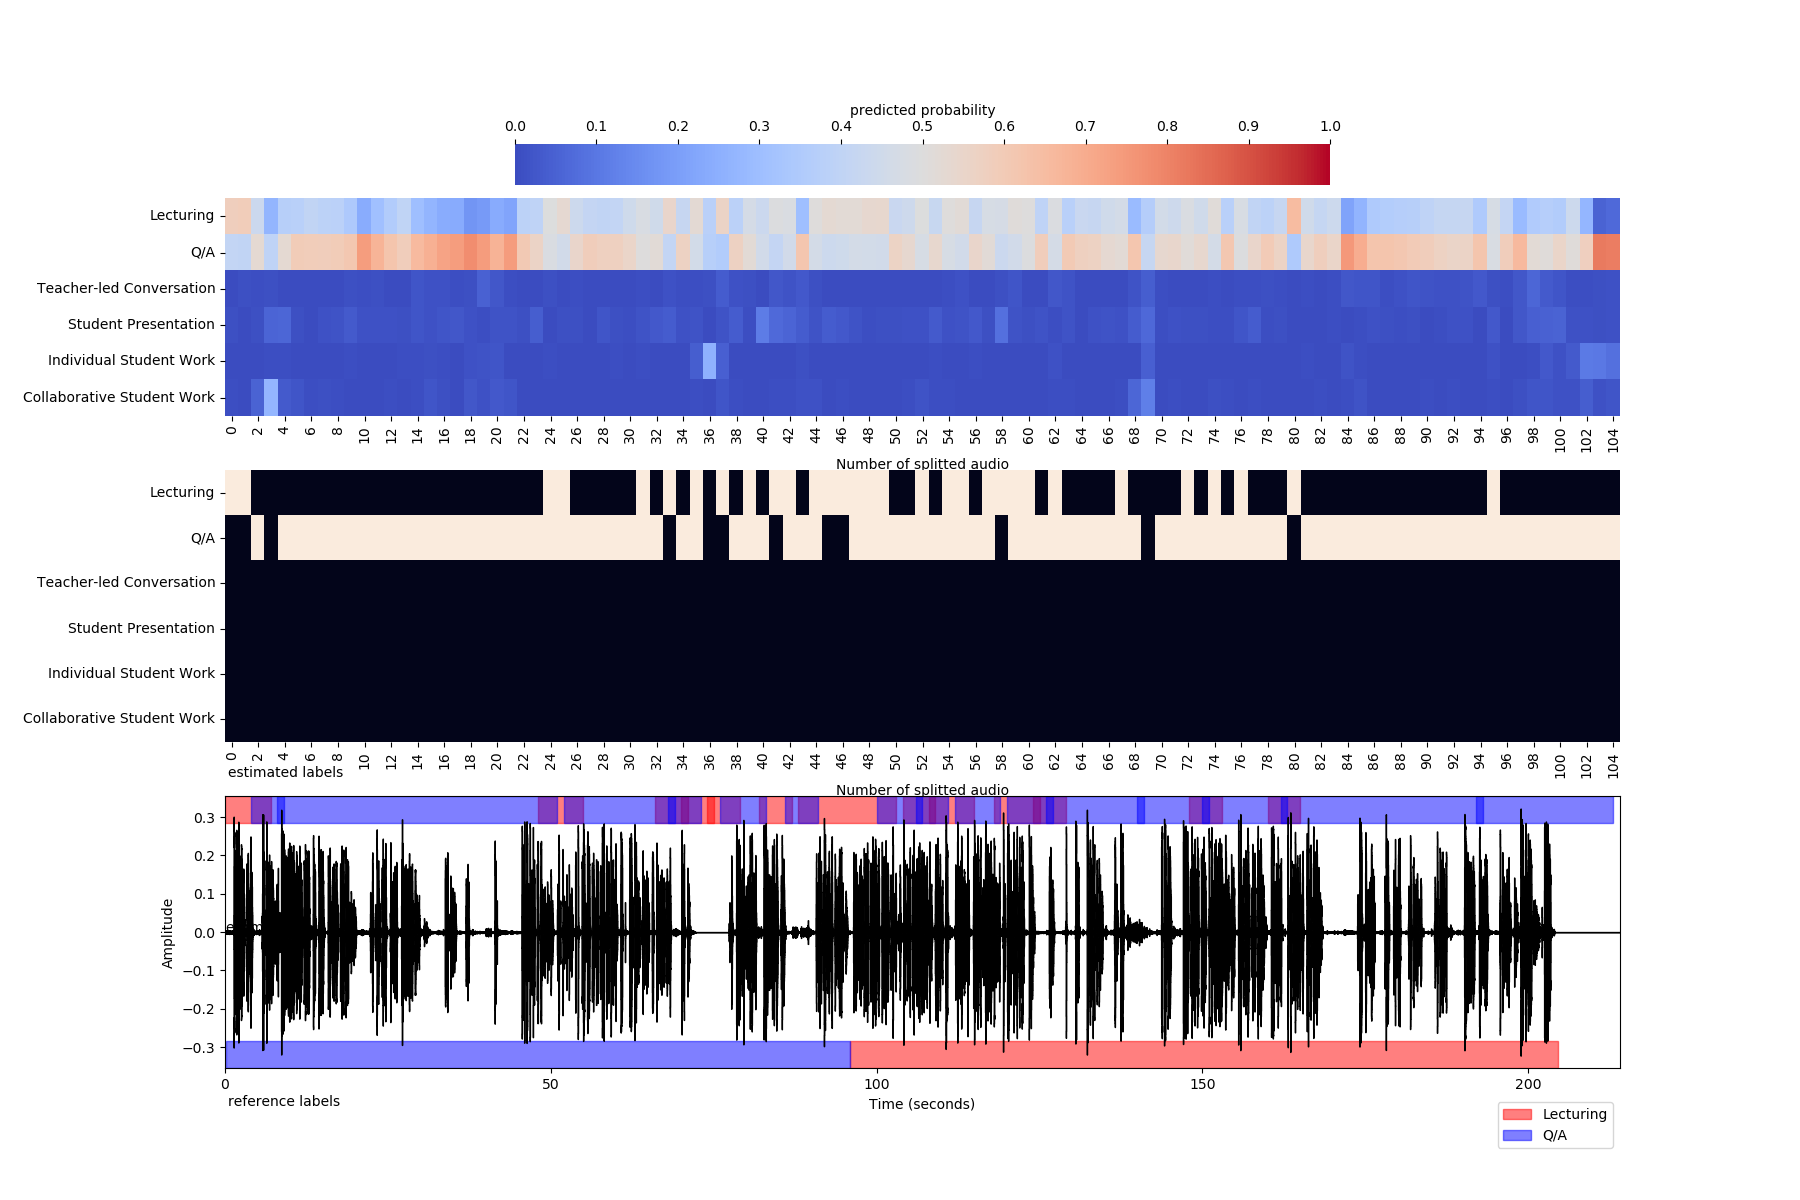 predicted probability
0.0 0.1 0.2 0.3 0.4 0.5 0.6 0.7 0.8 0.9 1.0
Lecturing
Q/A
Teacher-led Conversation
Student Presentation
Individual Student Work
Collaborative Student Work
0 2 4 6 8 10 12 14 16 18 20 22 24 26 28 30 32 34 36 38 40 42 44 46 48 50 52 54 56 58 60 62 64 66 68 70 72 74 76 78 80 82 84 86 88 90 92 94 96 98 100 102 104
Number of splitted audio
Lecturing
Q/A
Teacher-led Conversation
Student Presentation
Individual Student Work
Collaborative Student Work
0 2 4 6 8 10 12 14 16 18 20 22 24 26 28 30 32 34 36 38 40 42 44 46 48 50 52 54 56 58 60 62 64 66 68 70 72 74 76 78 80 82 84 86 88 90 92 94 96 98 100 102 104
estimated labels
Number of splitted audio
0.3
0.2
0.1
0.0
−0.1
−0.2
−0.3
Amplitude
0 50 100 150 200
reference labels
Time (seconds)
Lecturing
Q/A